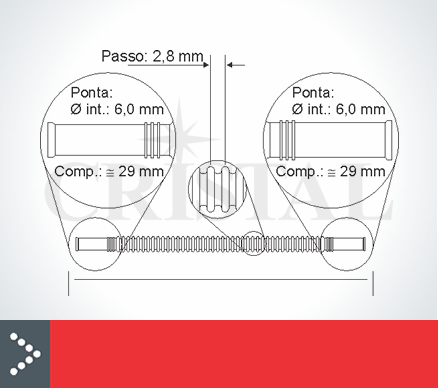 Passo: 2,8 mm
Ponta:
Ø int.: 6,0 mm
Comp.: ≅ 29 mm
Ponta:
Ø int.: 6,0 mm
Comp.: ≅ 29 mm
CRISTAL